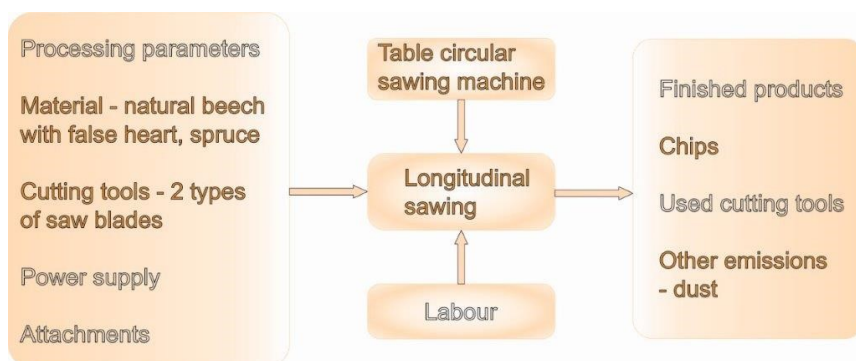 Processing parameters
Material - natural beech
with false heart, spruce
Cutting tools - 2 types
of saw blades
Power supply
Attachments
Table circular
sawing machine
Longitudinal
sawing
Labour
Finished products
Chips
Used cutting tools
Other emissions
- dust